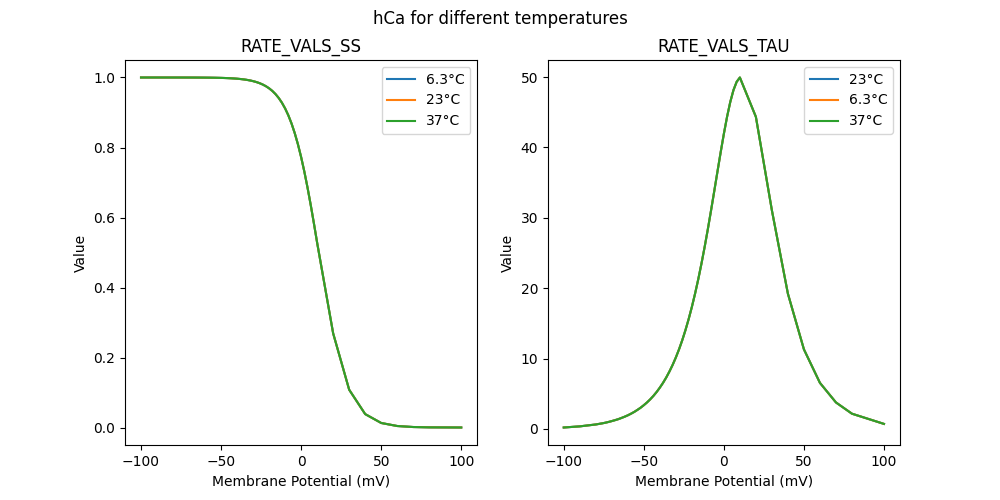 hCa for different temperatures
RATE_VALS_SS
1.0
0.8
0.6
0.4
0.2
0.0
Value
−100
−50
0
50
100
Membrane Potential (mV)
6.3°C
23°C
37°C
RATE_VALS_TAU
50
40
30
20
10
0
Value
−100
−50
0
50
100
Membrane Potential (mV)
23°C
6.3°C
37°C